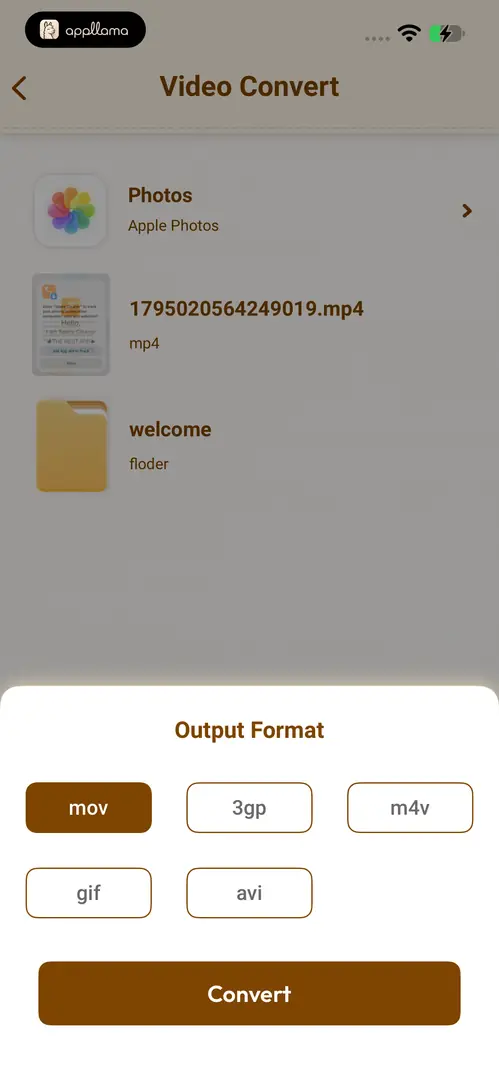 appllama
Video Convert
Photos
Apple Photos
1795020564249019.mp4
mp4
welcome
floder
Output Format
mov
3gp
m4v
gif
avi
Convert